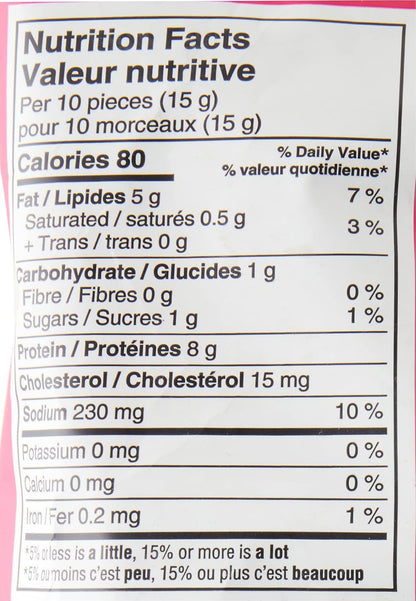 Nutrition Facts
Valeur nutritive
Per 10 pieces (15 g)
pour 10 morceaux (15 g)
Calories 80
% Daily Value*
% valeur quotidienne*
Fat / Lipides 5 g 7 %
Saturated / saturés 0.5 g
+ Trans / trans 0 g 3 %
Carbohydrate / Glucides 1 g
Fibre / Fibres 0 g 0 %
Sugars / Sucres 1 g 1 %
Protein / Protéines 8 g
Cholesterol / Cholestérol 15 mg
Sodium 230 mg 10 %
Potassium 0 mg 0 %
Calcium 0 mg 0 %
Iron / Fer 0.2 mg 1 %
*5% or less is a little, 15% or more is a lot
*5% ou moins c'est peu, 15% ou plus c'est beaucoup